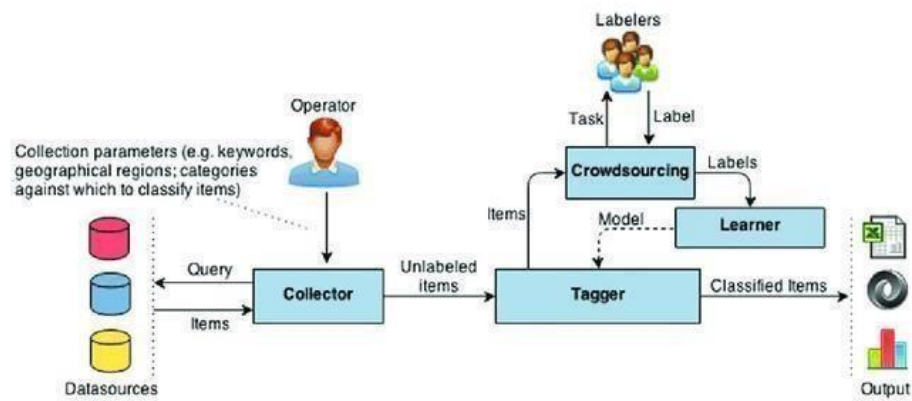 Labelers
Operator
Task
Label
Collection parameters (e.g. keywords,
geographical regions; categories
against which to classify items)
Crowdsourcing
Labels
Items
Model
Learner
Query
Collector
Unlabeled
items
Tagger
Classified Items
Items
Datasources
Output